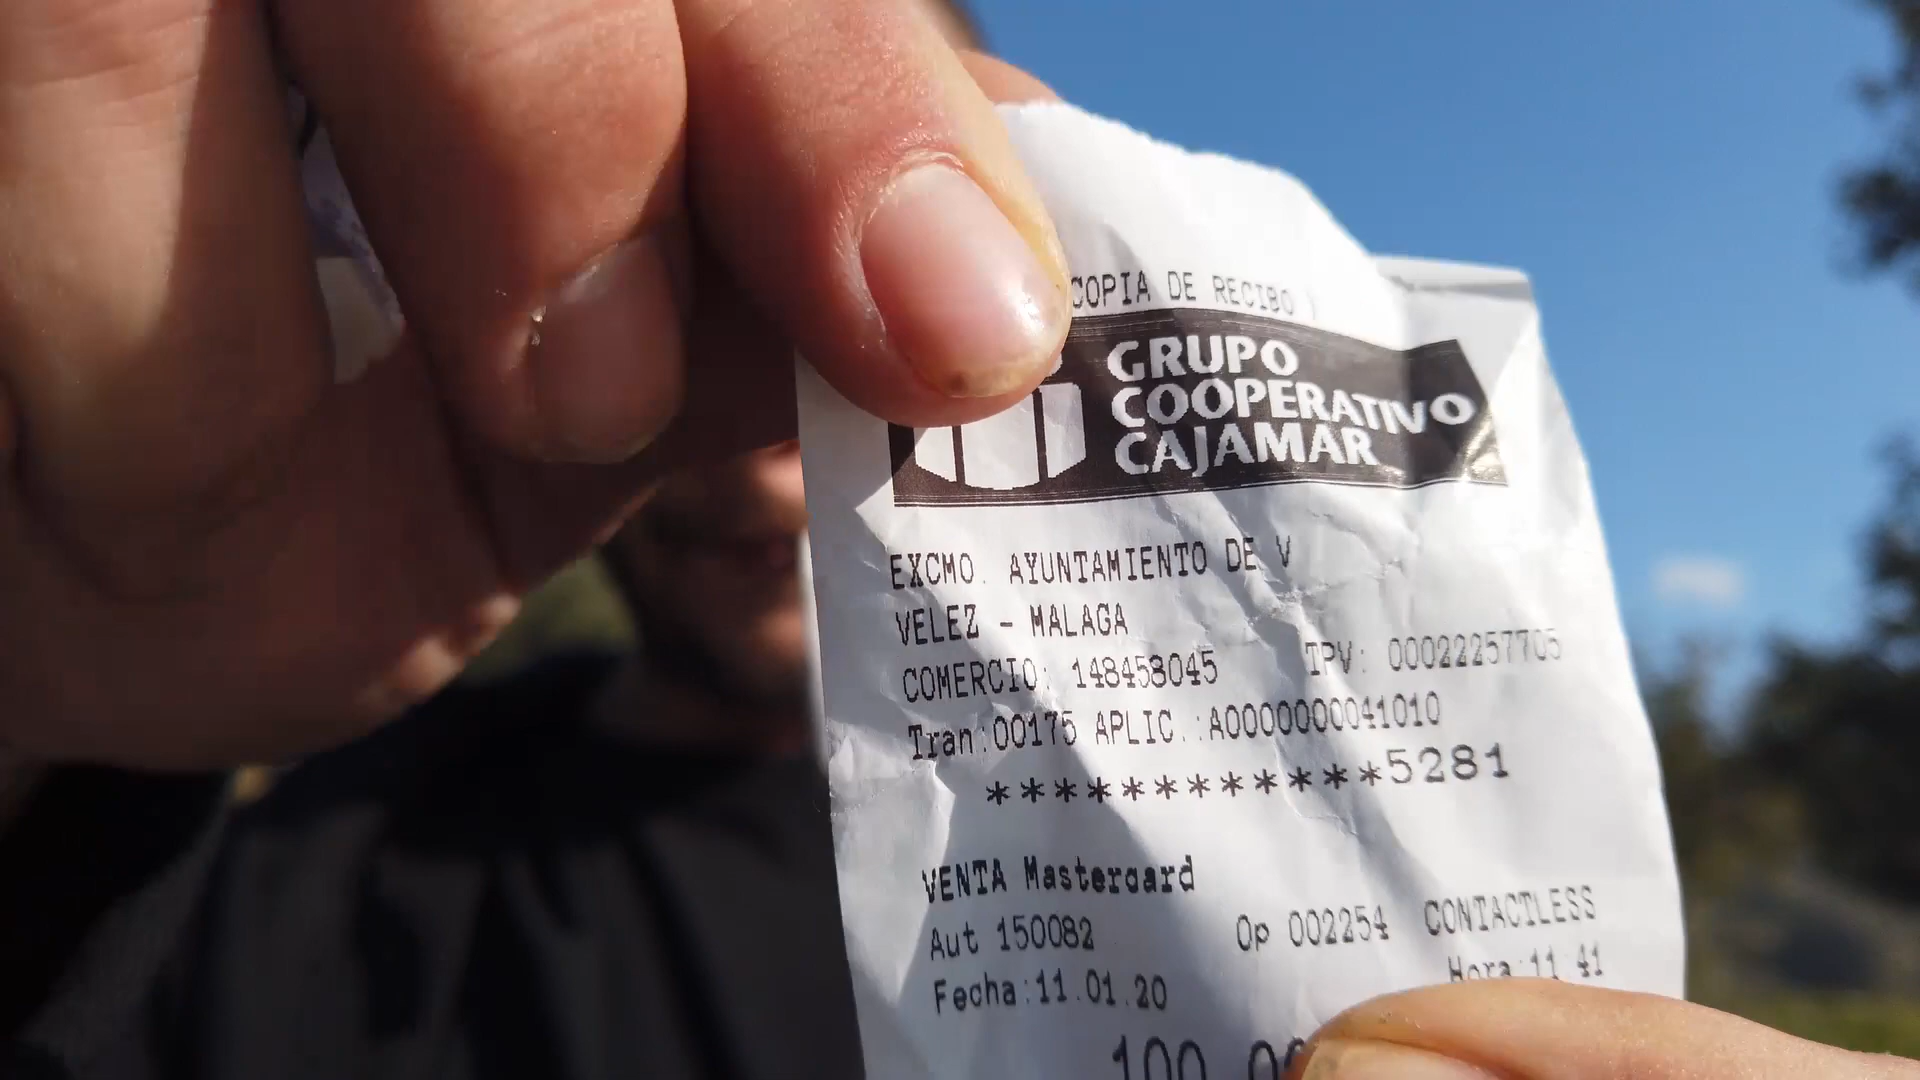 COPIA DE RECIBO )
GRUPO
COOPERATIVO
CAJAMAR
EXCMO. AYUNTAMIENTO DE V
VELEZ - MALAGA
COMERCIO: 148458045 TPV: 00022257705
Tran:00175 APLIC.:A0000000041010
************5281
VENTA Mastercard
Aut 150082 Op 002254 CONTACTLESS
Fecha:11.01.20 Hora:11:41
100